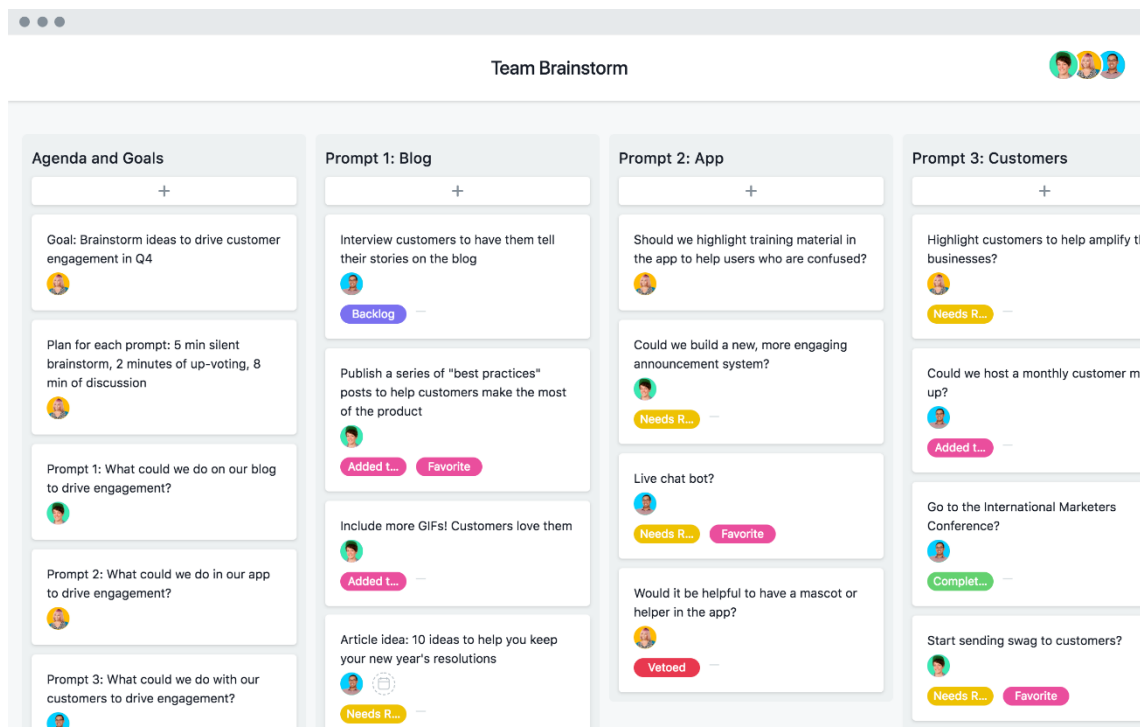 Team Brainstorm
Agenda and Goals
+
Goal: Brainstorm ideas to drive customer
engagement in Q4
Plan for each prompt: 5 min silent
brainstorm, 2 minutes of up-voting, 8
min of discussion
Prompt 1: What could we do on our blog
to drive engagement?
Prompt 2: What could we do in our app
to drive engagement?
Prompt 3: What could we do with our
customers to drive engagement?
Prompt 1: Blog
+
Interview customers to have them tell
their stories on the blog
Backlog
Publish a series of "best practices"
posts to help customers make the most
of the product
Added t... Favorite
Include more GIFs! Customers love them
Added t...
Article idea: 10 ideas to help you keep
your new year's resolutions
Needs R...
Prompt 2: App
+
Should we highlight training material in
the app to help users who are confused?
Could we build a new, more engaging
announcement system?
Needs R...
Live chat bot?
Needs R... Favorite
Would it be helpful to have a mascot or
helper in the app?
Vetoed
Prompt 3: Customers
+
Highlight customers to help amplify
businesses?
Needs R...
Could we host a monthly customer
up?
Added t...
Go to the International Marketers
Conference?
Complet...
Start sending swag to customers?
Needs R... Favorite